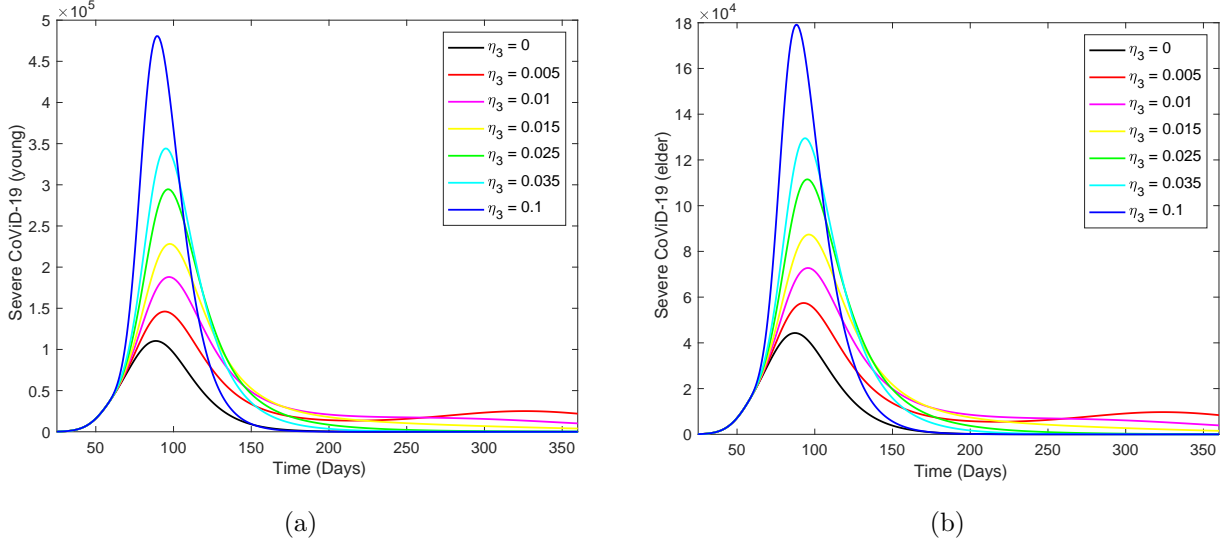 ×10⁵
5
4.5
4
3.5
3
2.5
2
1.5
1
0.5
0
Severe CoViD-19 (young)
50 100 150 200 250 300 350
Time (Days)
η₃ = 0
η₃ = 0.005
η₃ = 0.01
η₃ = 0.015
η₃ = 0.025
η₃ = 0.035
η₃ = 0.1
(a)
×10⁴
18
16
14
12
10
8
6
4
2
0
Severe CoViD-19 (elder)
50 100 150 200 250 300 350
Time (Days)
η₃ = 0
η₃ = 0.005
η₃ = 0.01
η₃ = 0.015
η₃ = 0.025
η₃ = 0.035
η₃ = 0.1
(b)